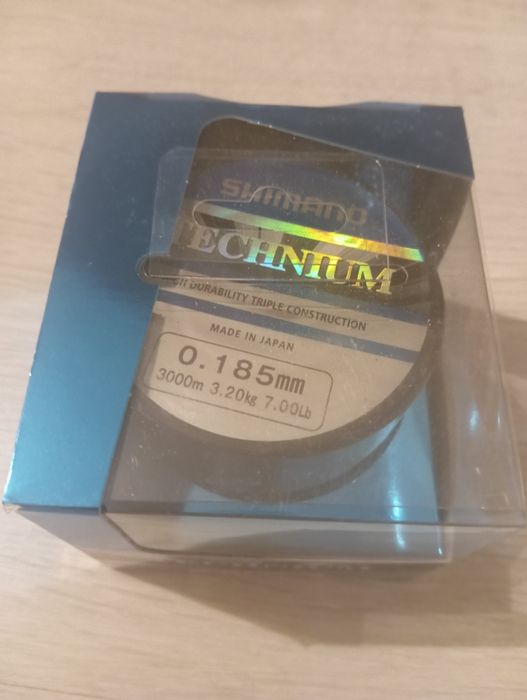 SHIMANO
TECHNIUM
DURABILITY TRIPLE CONSTRUCTION
MADE IN JAPAN
0.185mm
3000m 3.20kg 7.00Lb